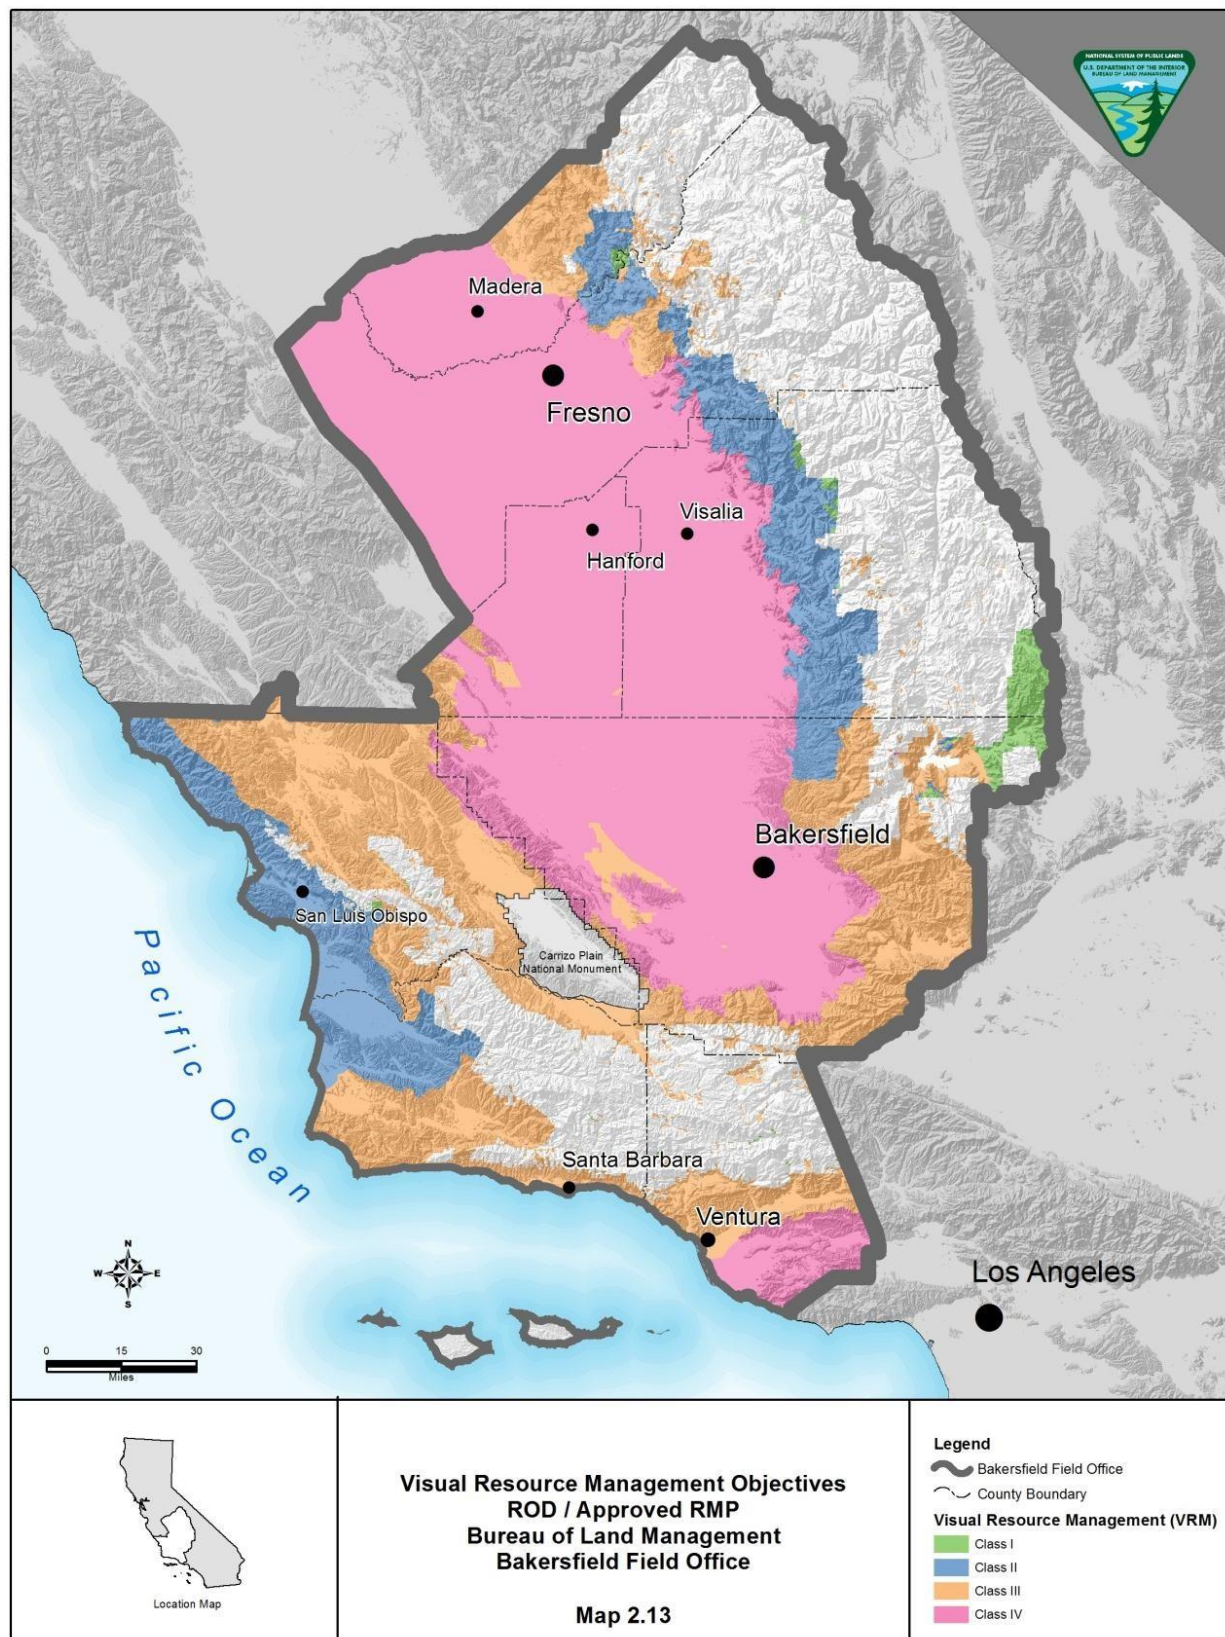 NATIONAL SYSTEM OF PUBLIC LANDS
U.S. DEPARTMENT OF THE INTERIOR
BUREAU OF LAND MANAGEMENT
Madera
Fresno
Visalia
Hanford
Bakersfield
San Luis Obispo
Carrizo Plain
National Monument
Pacific Ocean
Santa Barbara
Ventura
Los Angeles
N
W
E
S
0 15 30
Miles
Location Map
Visual Resource Management Objectives
ROD / Approved RMP
Bureau of Land Management
Bakersfield Field Office
Map 2.13
Legend
Bakersfield Field Office
County Boundary
Visual Resource Management (VRM)
Class I
Class II
Class III
Class IV